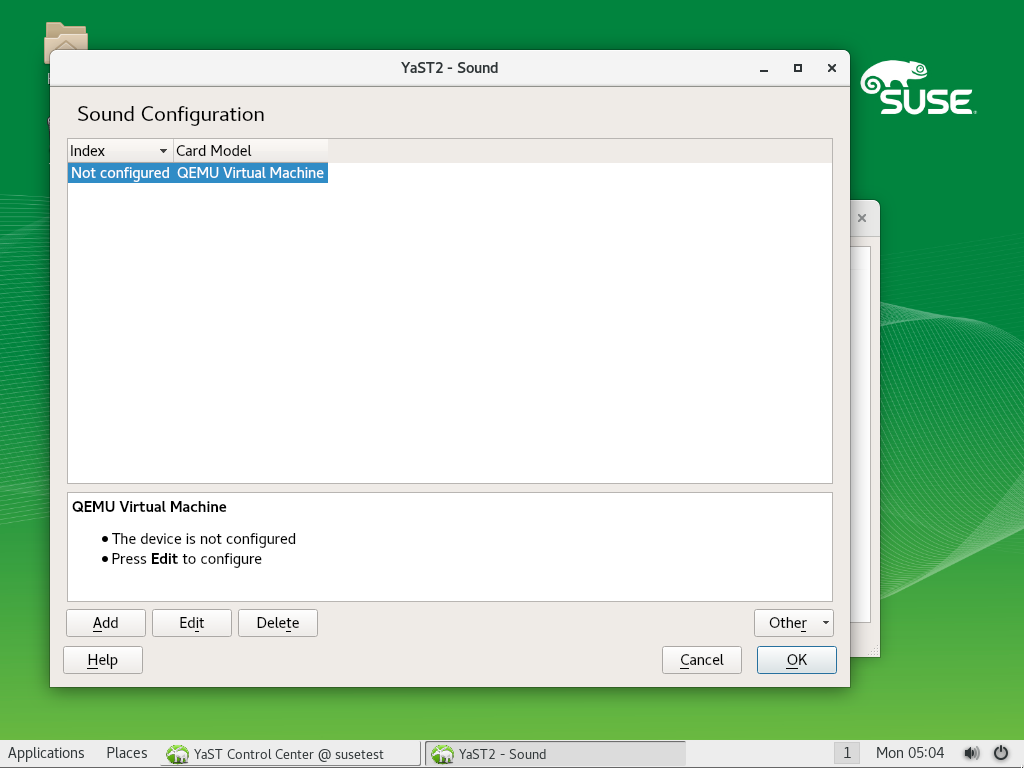 YaST2 - Sound
Sound Configuration
SUSE
Index Card Model
Not configured QEMU Virtual Machine
QEMU Virtual Machine
The device is not configured
Press Edit to configure
Add Edit Delete Other
Help Cancel OK
Applications Places YaST Control Center @ susetest YaST2 - Sound 1 Mon 05:04